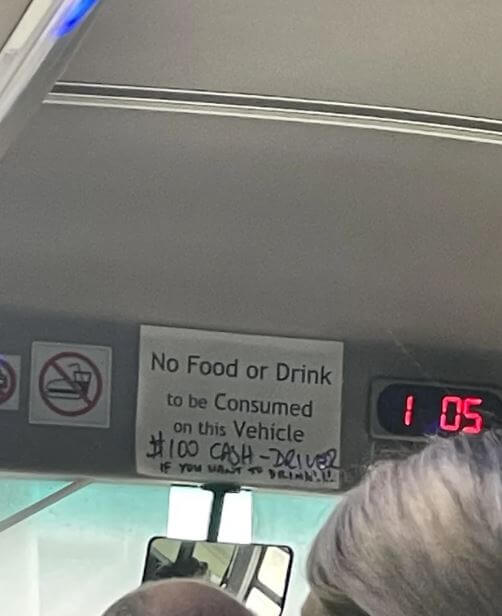 No Food or Drink
to be Consumed
on this Vehicle
$100 CASH - DRIVER
IF YOU WANT TO DRINK!!!
1 05